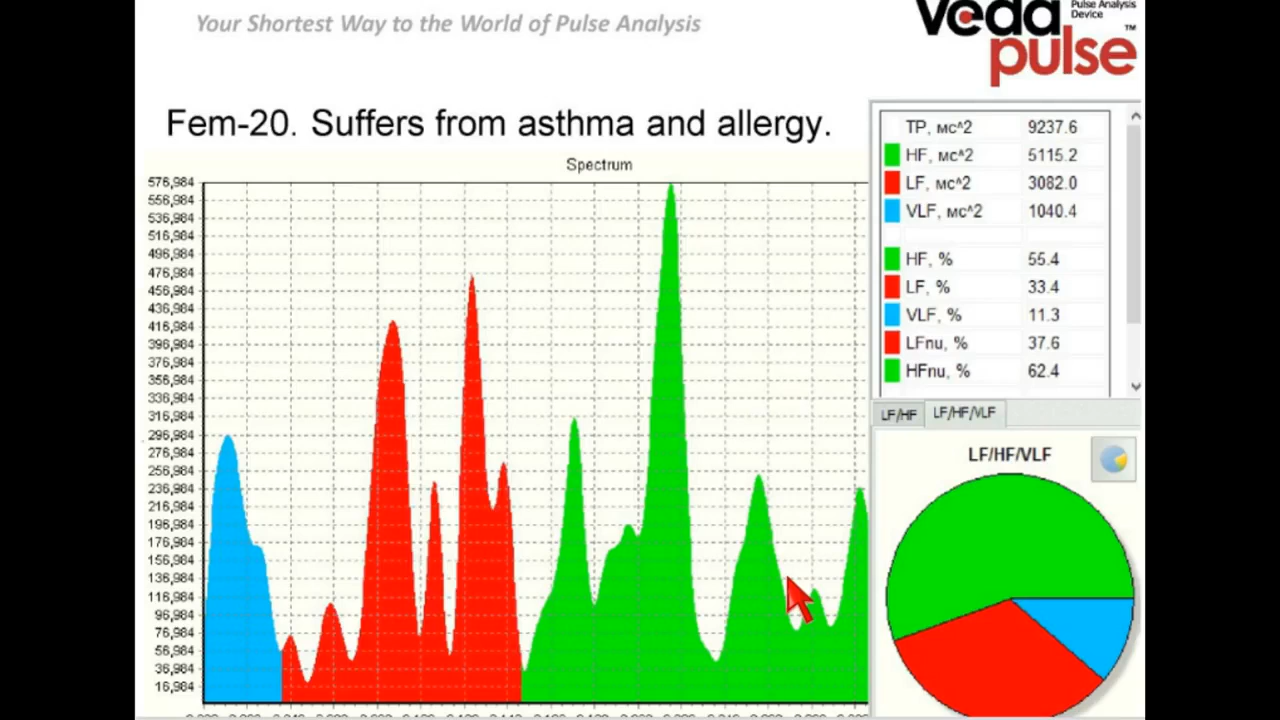 Your Shortest Way to the World of Pulse Analysis
Veda
Pulse Analysis
Device
pulse™
Fem-20. Suffers from asthma and allergy.
Spectrum
576,984
556,984
536,984
516,984
496,984
476,984
456,984
436,984
416,984
396,984
376,984
356,984
336,984
316,984
296,984
276,984
256,984
236,984
216,984
196,984
176,984
156,984
136,984
116,984
96,984
76,984
56,984
36,984
16,984
TP, мс^2 9237.6
HF, мс^2 5115.2
LF, мс^2 3082.0
VLF, мс^2 1040.4
HF, % 55.4
LF, % 33.4
VLF, % 11.3
LFnu, % 37.6
HFnu, % 62.4
LF/HF LF/HF/VLF
LF/HF/VLF